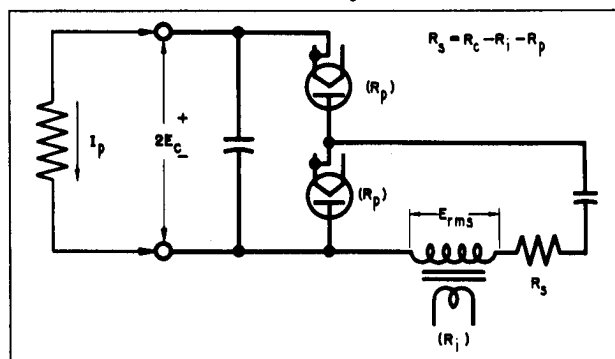 R_s = R_c - R_i - R_p
(R_p)
I_p
+
2E_c
-
(R_p)
E_rms
R_s
(R_i)